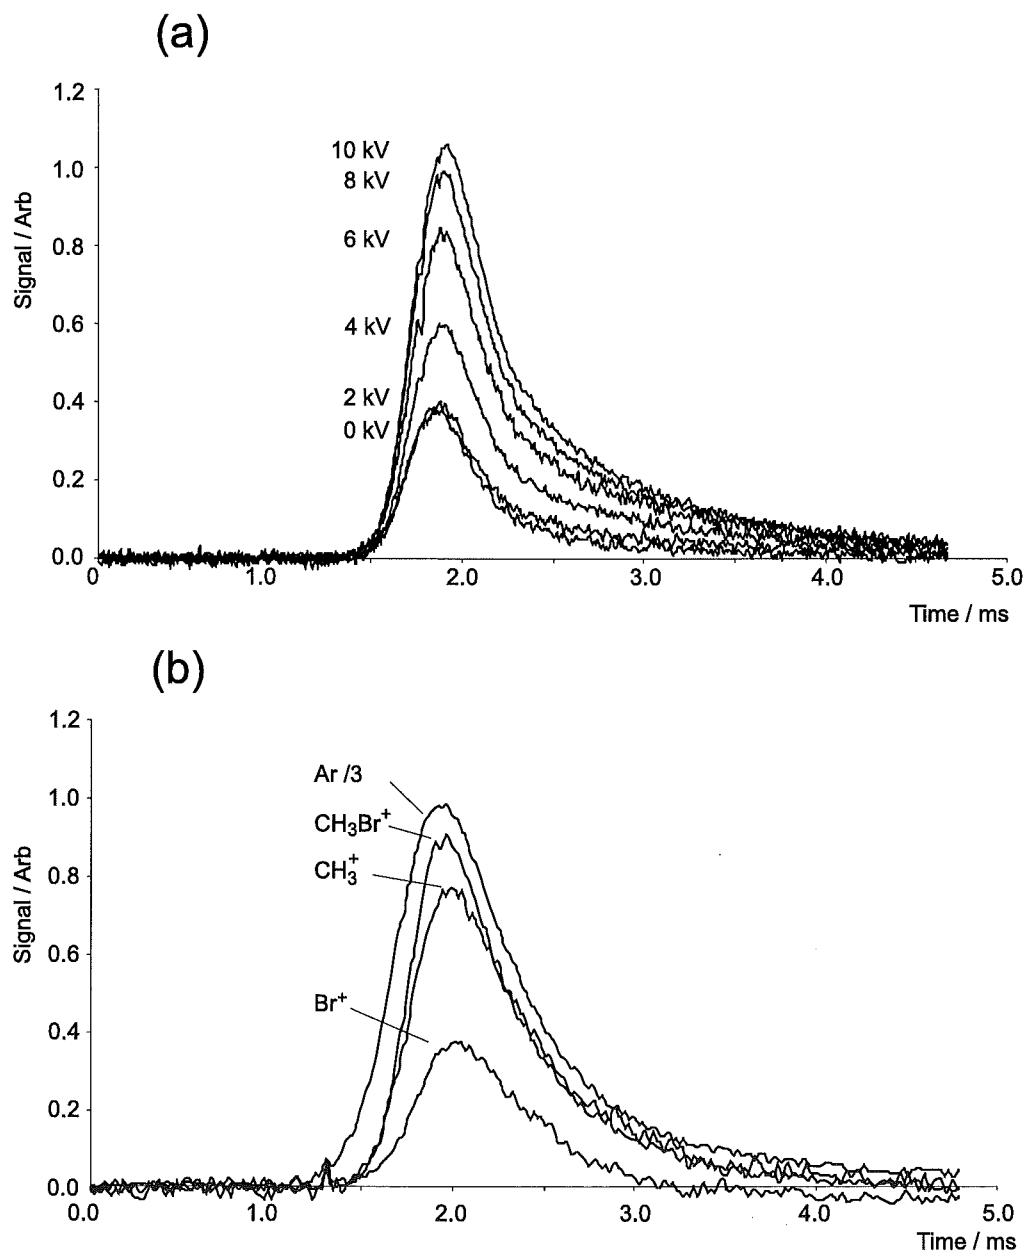 (a)
1.2
1.0
0.8
0.6
0.4
0.2
0.0
Signal / Arb
10 kV
8 kV
6 kV
4 kV
2 kV
0 kV
0 1.0 2.0 3.0 4.0 5.0
Time / ms
(b)
1.2
1.0
0.8
0.6
0.4
0.2
0.0
Signal / Arb
Ar /3
CH₃Br⁺
CH₃⁺
Br⁺
0.0 1.0 2.0 3.0 4.0 5.0
Time / ms